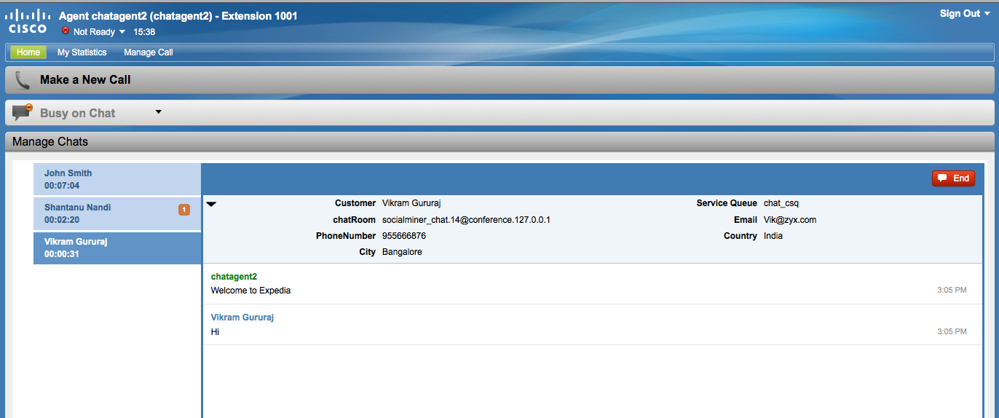 CISCO
Agent chatagent2 (chatagent2) - Extension 1001
Sign Out
Not Ready 15:38
Home My Statistics Manage Call
Make a New Call
Busy on Chat
Manage Chats
John Smith
00:07:04
Shantanu Nandi
00:02:20
1
Vikram Gururaj
00:00:31
End
Customer Vikram Gururaj
Service Queue chat_csq
chatRoom socialminer_chat.14@conference.127.0.0.1
Email Vik@zyx.com
PhoneNumber 955666876
Country India
City Bangalore
chatagent2
Welcome to Expedia 3:05 PM
Vikram Gururaj
Hi 3:05 PM